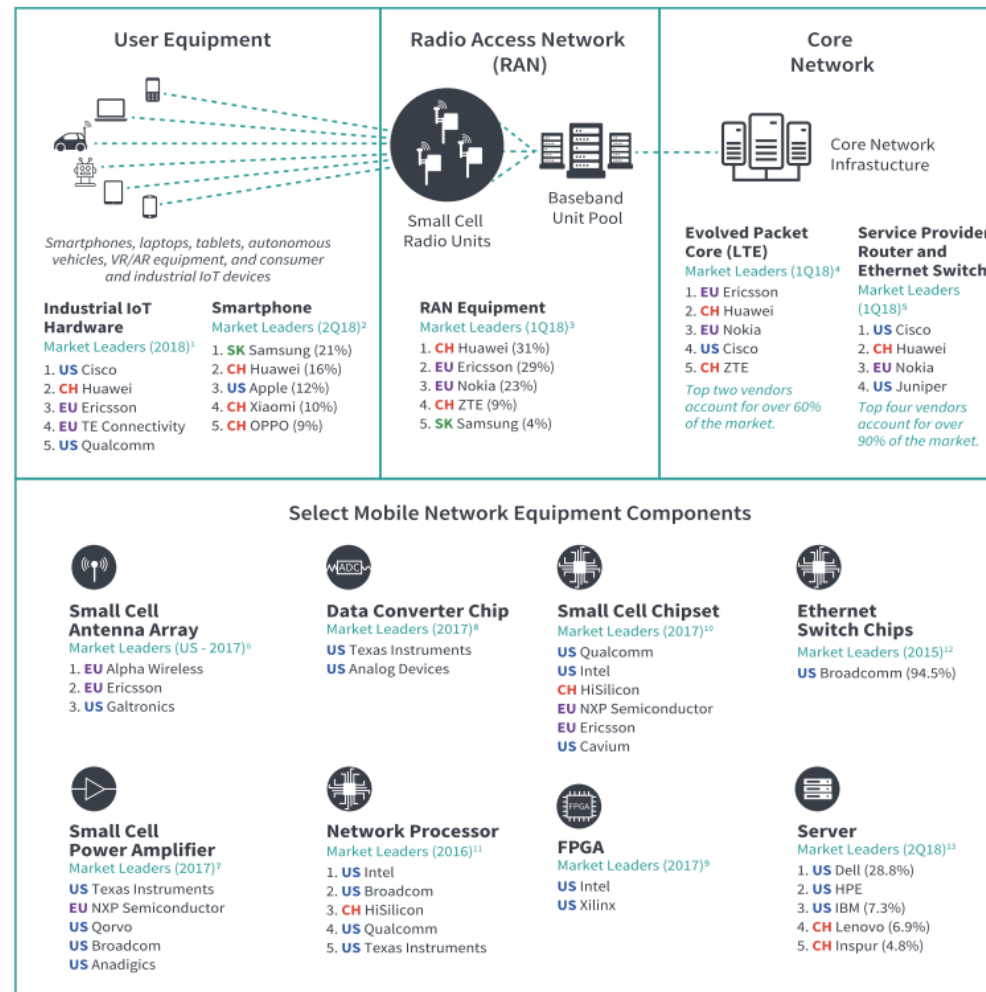 User Equipment
Smartphones, laptops, tablets, autonomous
vehicles, VR/AR equipment, and consumer
and industrial IoT devices
Industrial IoT
Hardware
Market Leaders (2018)¹
1. US Cisco
2. CH Huawei
3. EU Ericsson
4. EU TE Connectivity
5. US Qualcomm
Smartphone
Market Leaders (2Q18)²
1. SK Samsung (21%)
2. CH Huawei (16%)
3. US Apple (12%)
4. CH Xiaomi (10%)
5. CH OPPO (9%)
Radio Access Network
(RAN)
Small Cell
Radio Units
Baseband
Unit Pool
RAN Equipment
Market Leaders (1Q18)³
1. CH Huawei (31%)
2. EU Ericsson (29%)
3. EU Nokia (23%)
4. CH ZTE (9%)
5. SK Samsung (4%)
Core
Network
Core Network
Infrastucture
Evolved Packet
Core (LTE)
Market Leaders (1Q18)⁴
1. EU Ericsson
2. CH Huawei
3. EU Nokia
4. US Cisco
5. CH ZTE
Top two vendors
account for over 60%
of the market.
Service Provider
Router and
Ethernet Switch
Market Leaders
(1Q18)⁵
1. US Cisco
2. CH Huawei
3. EU Nokia
4. US Juniper
Top four vendors
account for over
90% of the market.
Select Mobile Network Equipment Components
Small Cell
Antenna Array
Market Leaders (US - 2017)⁶
1. EU Alpha Wireless
2. EU Ericsson
3. US Galtronics
ADC
Data Converter Chip
Market Leaders (2017)⁸
US Texas Instruments
US Analog Devices
Small Cell Chipset
Market Leaders (2017)¹⁰
US Qualcomm
US Intel
CH HiSilicon
EU NXP Semiconductor
EU Ericsson
US Cavium
Ethernet
Switch Chips
Market Leaders (2015)¹²
US Broadcomm (94.5%)
Small Cell
Power Amplifier
Market Leaders (2017)⁷
US Texas Instruments
EU NXP Semiconductor
US Qorvo
US Broadcom
US Anadigics
Network Processor
Market Leaders (2016)¹¹
1. US Intel
2. US Broadcom
3. CH HiSilicon
4. US Qualcomm
5. US Texas Instruments
FPGA
FPGA
Market Leaders (2017)⁹
US Intel
US Xilinx
Server
Market Leaders (2Q18)¹³
1. US Dell (28.8%)
2. US HPE
3. US IBM (7.3%)
4. CH Lenovo (6.9%)
5. CH Inspur (4.8%)